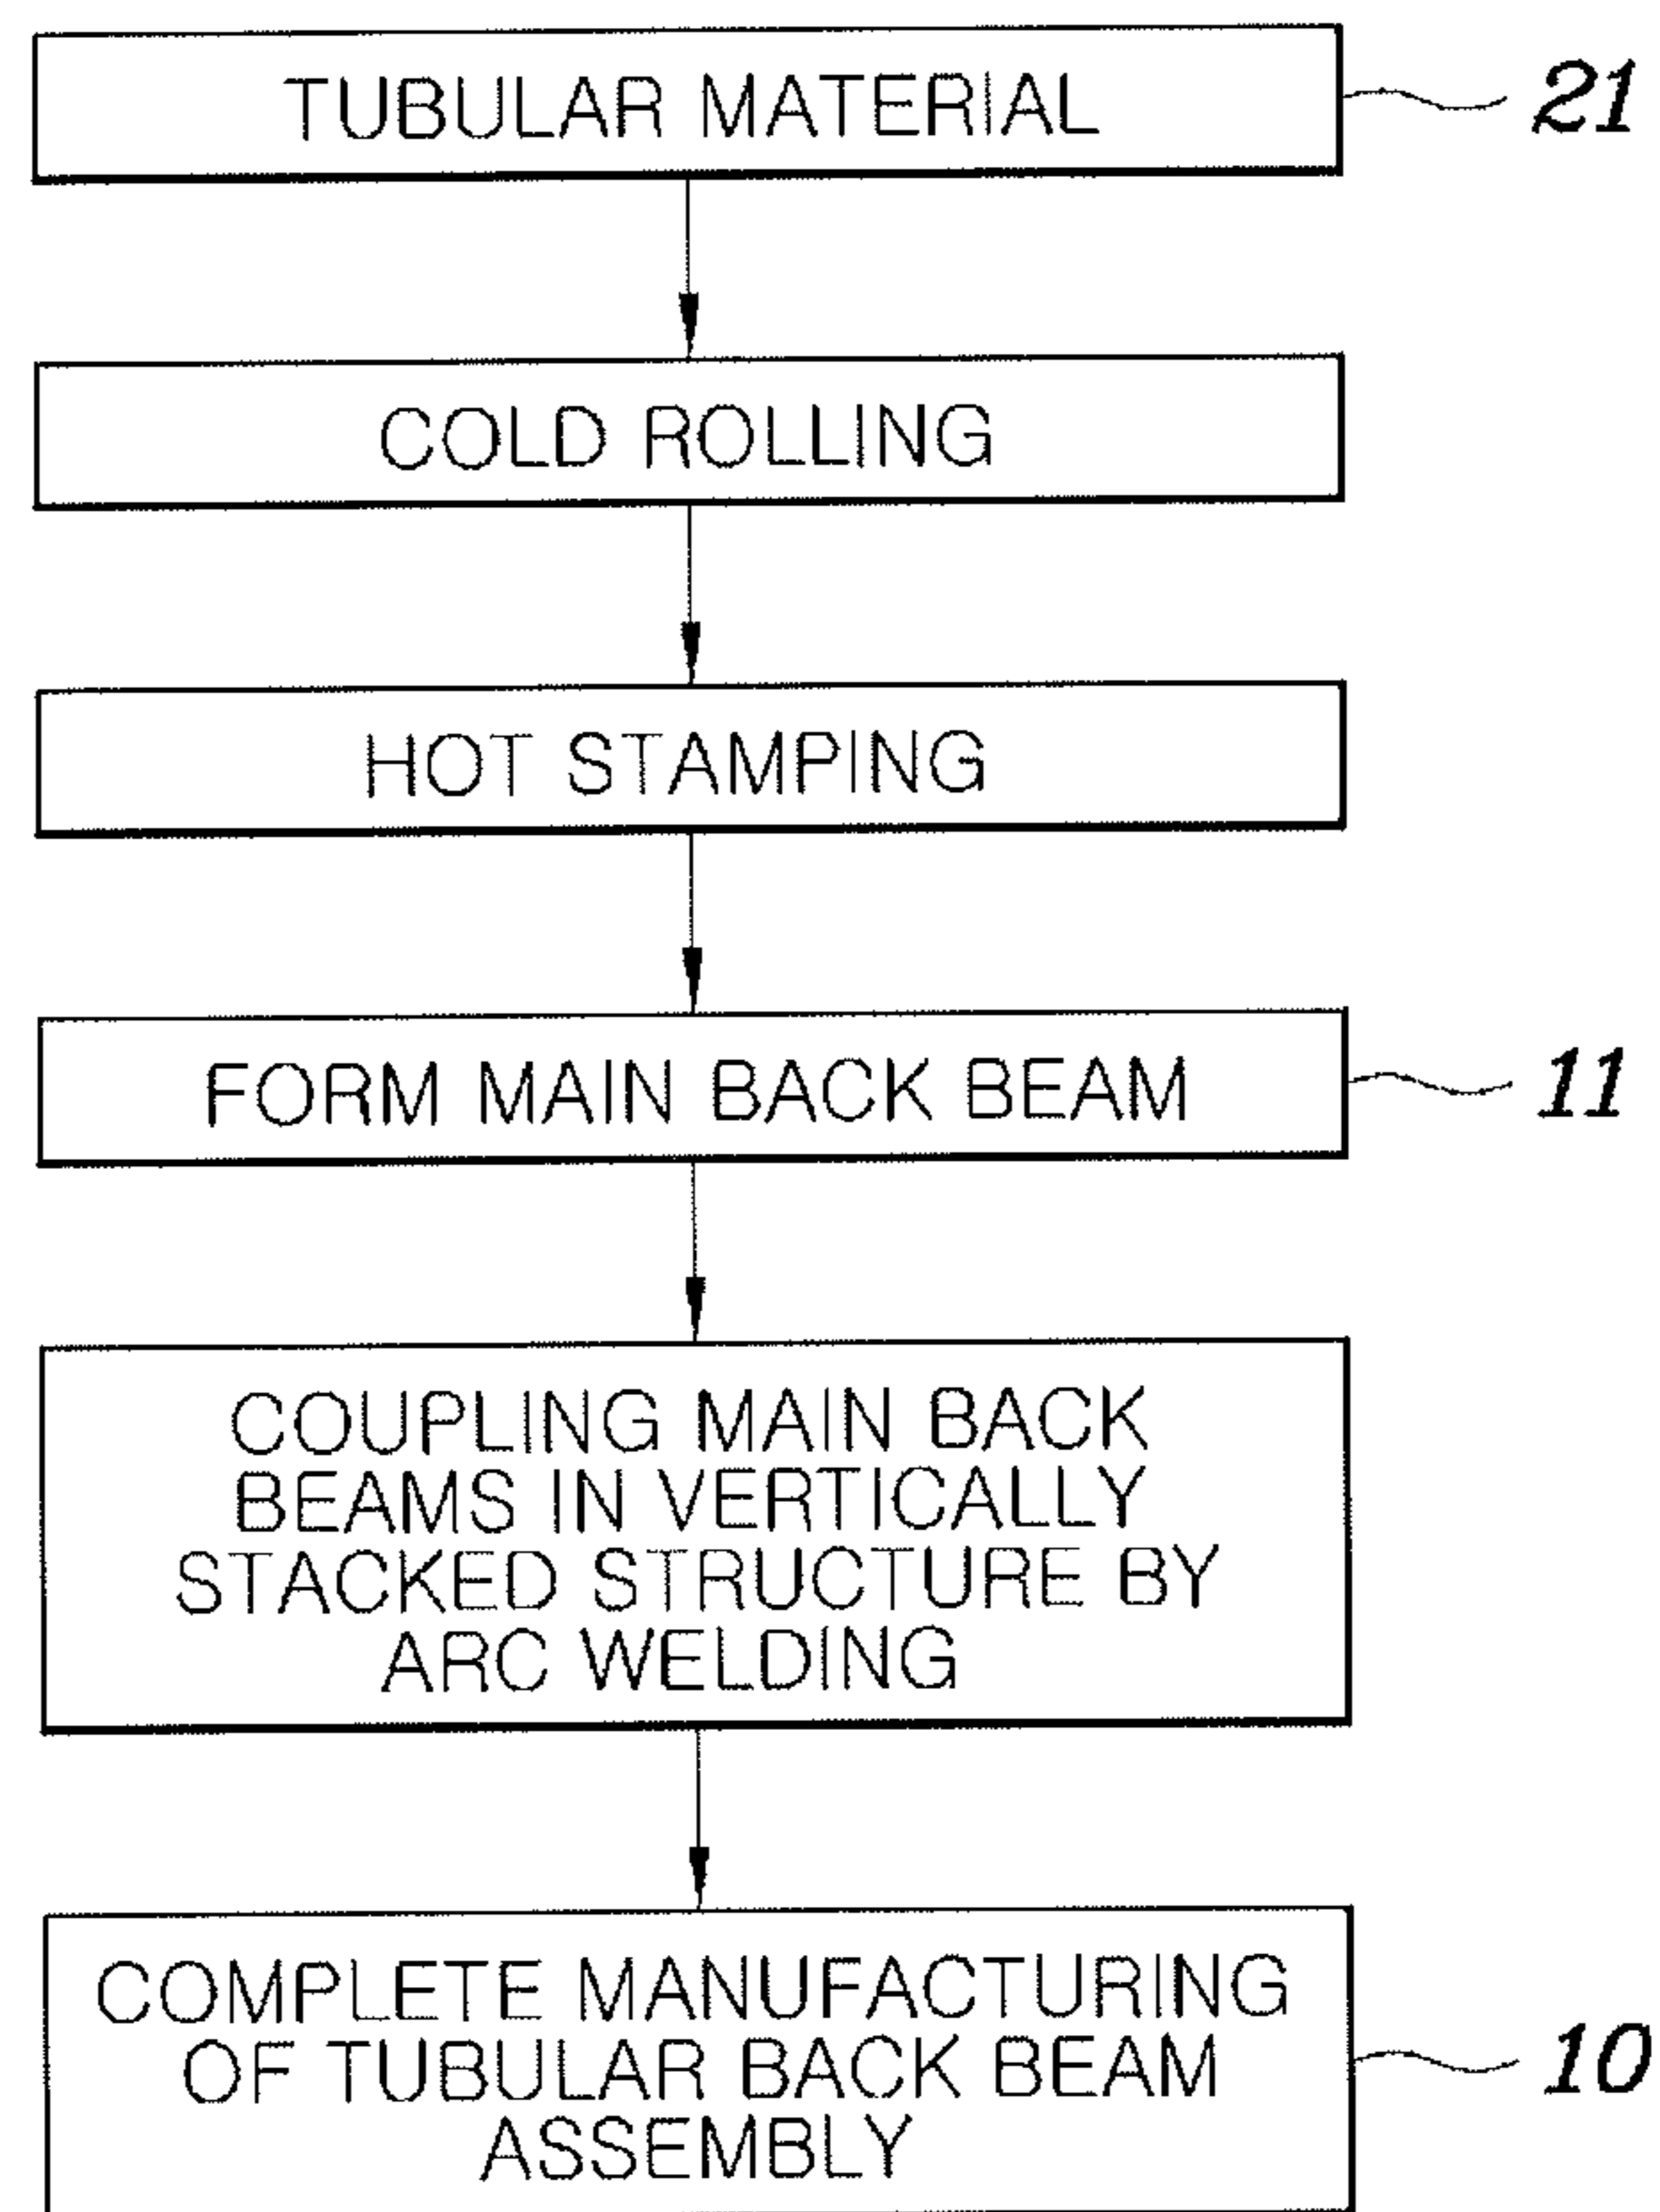 TUBULAR MATERIAL
21
COLD ROLLING
HOT STAMPING
FORM MAIN BACK BEAM
11
COUPLING MAIN BACK
BEAMS IN VERTICALLY
STACKED STRUCTURE BY
ARC WELDING
COMPLETE MANUFACTURING
OF TUBULAR BACK BEAM
ASSEMBLY
10